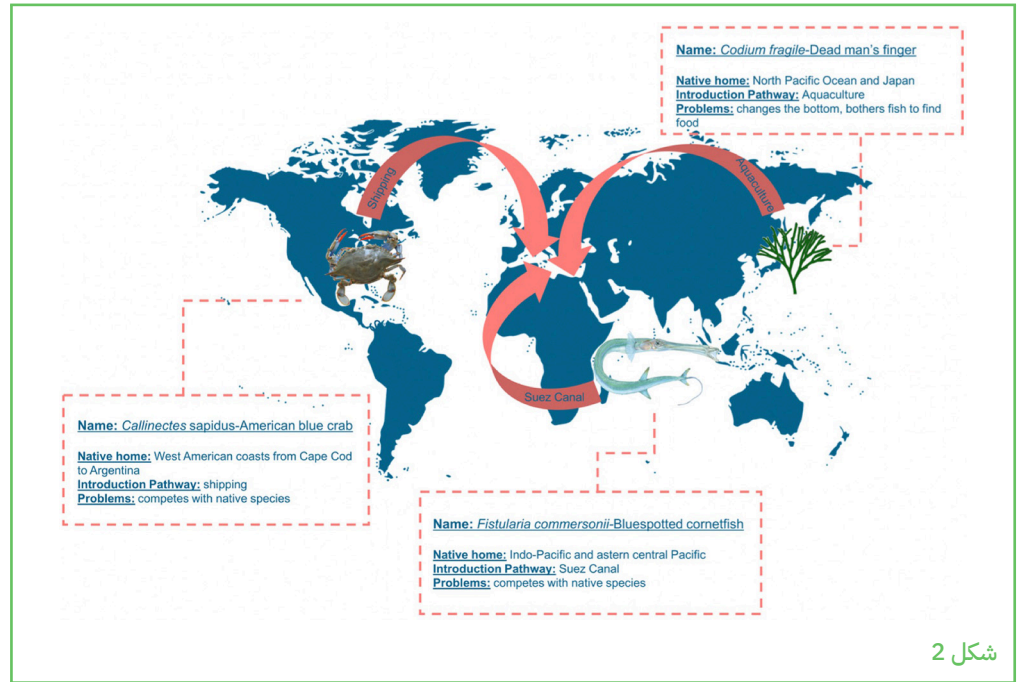 Name: Codium fragile-Dead man's finger
Native home: North Pacific Ocean and Japan
Introduction Pathway: Aquaculture
Problems: changes the bottom, bothers fish to find
food
Shipping
Aquaculture
Suez Canal
Name: Callinectes sapidus-American blue crab
Native home: West American coasts from Cape Cod
to Argentina
Introduction Pathway: shipping
Problems: competes with native species
Name: Fistularia commersonii-Bluespotted cornetfish
Native home: Indo-Pacific and astern central Pacific
Introduction Pathway: Suez Canal
Problems: competes with native species
شكل 2